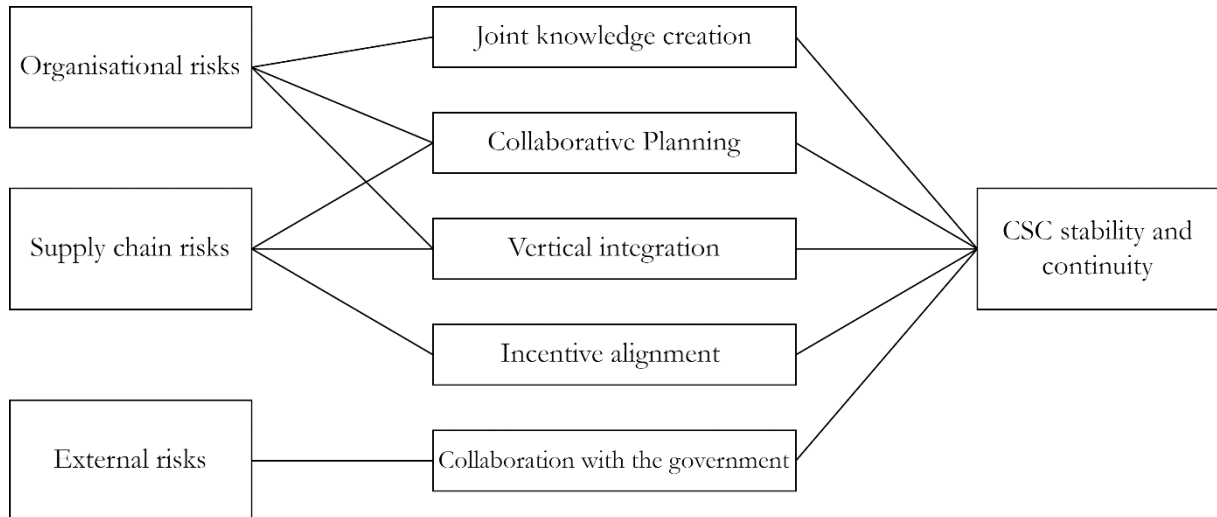 Organisational risks
Supply chain risks
External risks
Joint knowledge creation
Collaborative Planning
Vertical integration
Incentive alignment
Collaboration with the government
CSC stability and
continuity